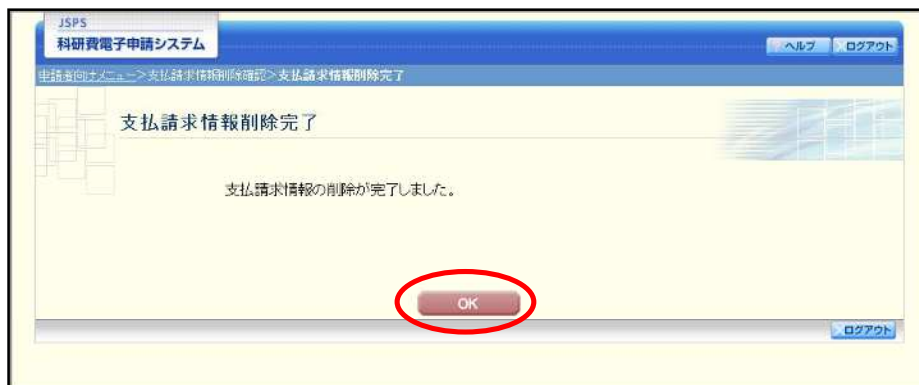 JSPS
科研費電子申請システム
ヘルプ ログアウト
申請者向けメニュー>支払請求情報削除確認>支払請求情報削除完了
支払請求情報削除完了
支払請求情報の削除が完了しました。
OK
ログアウト